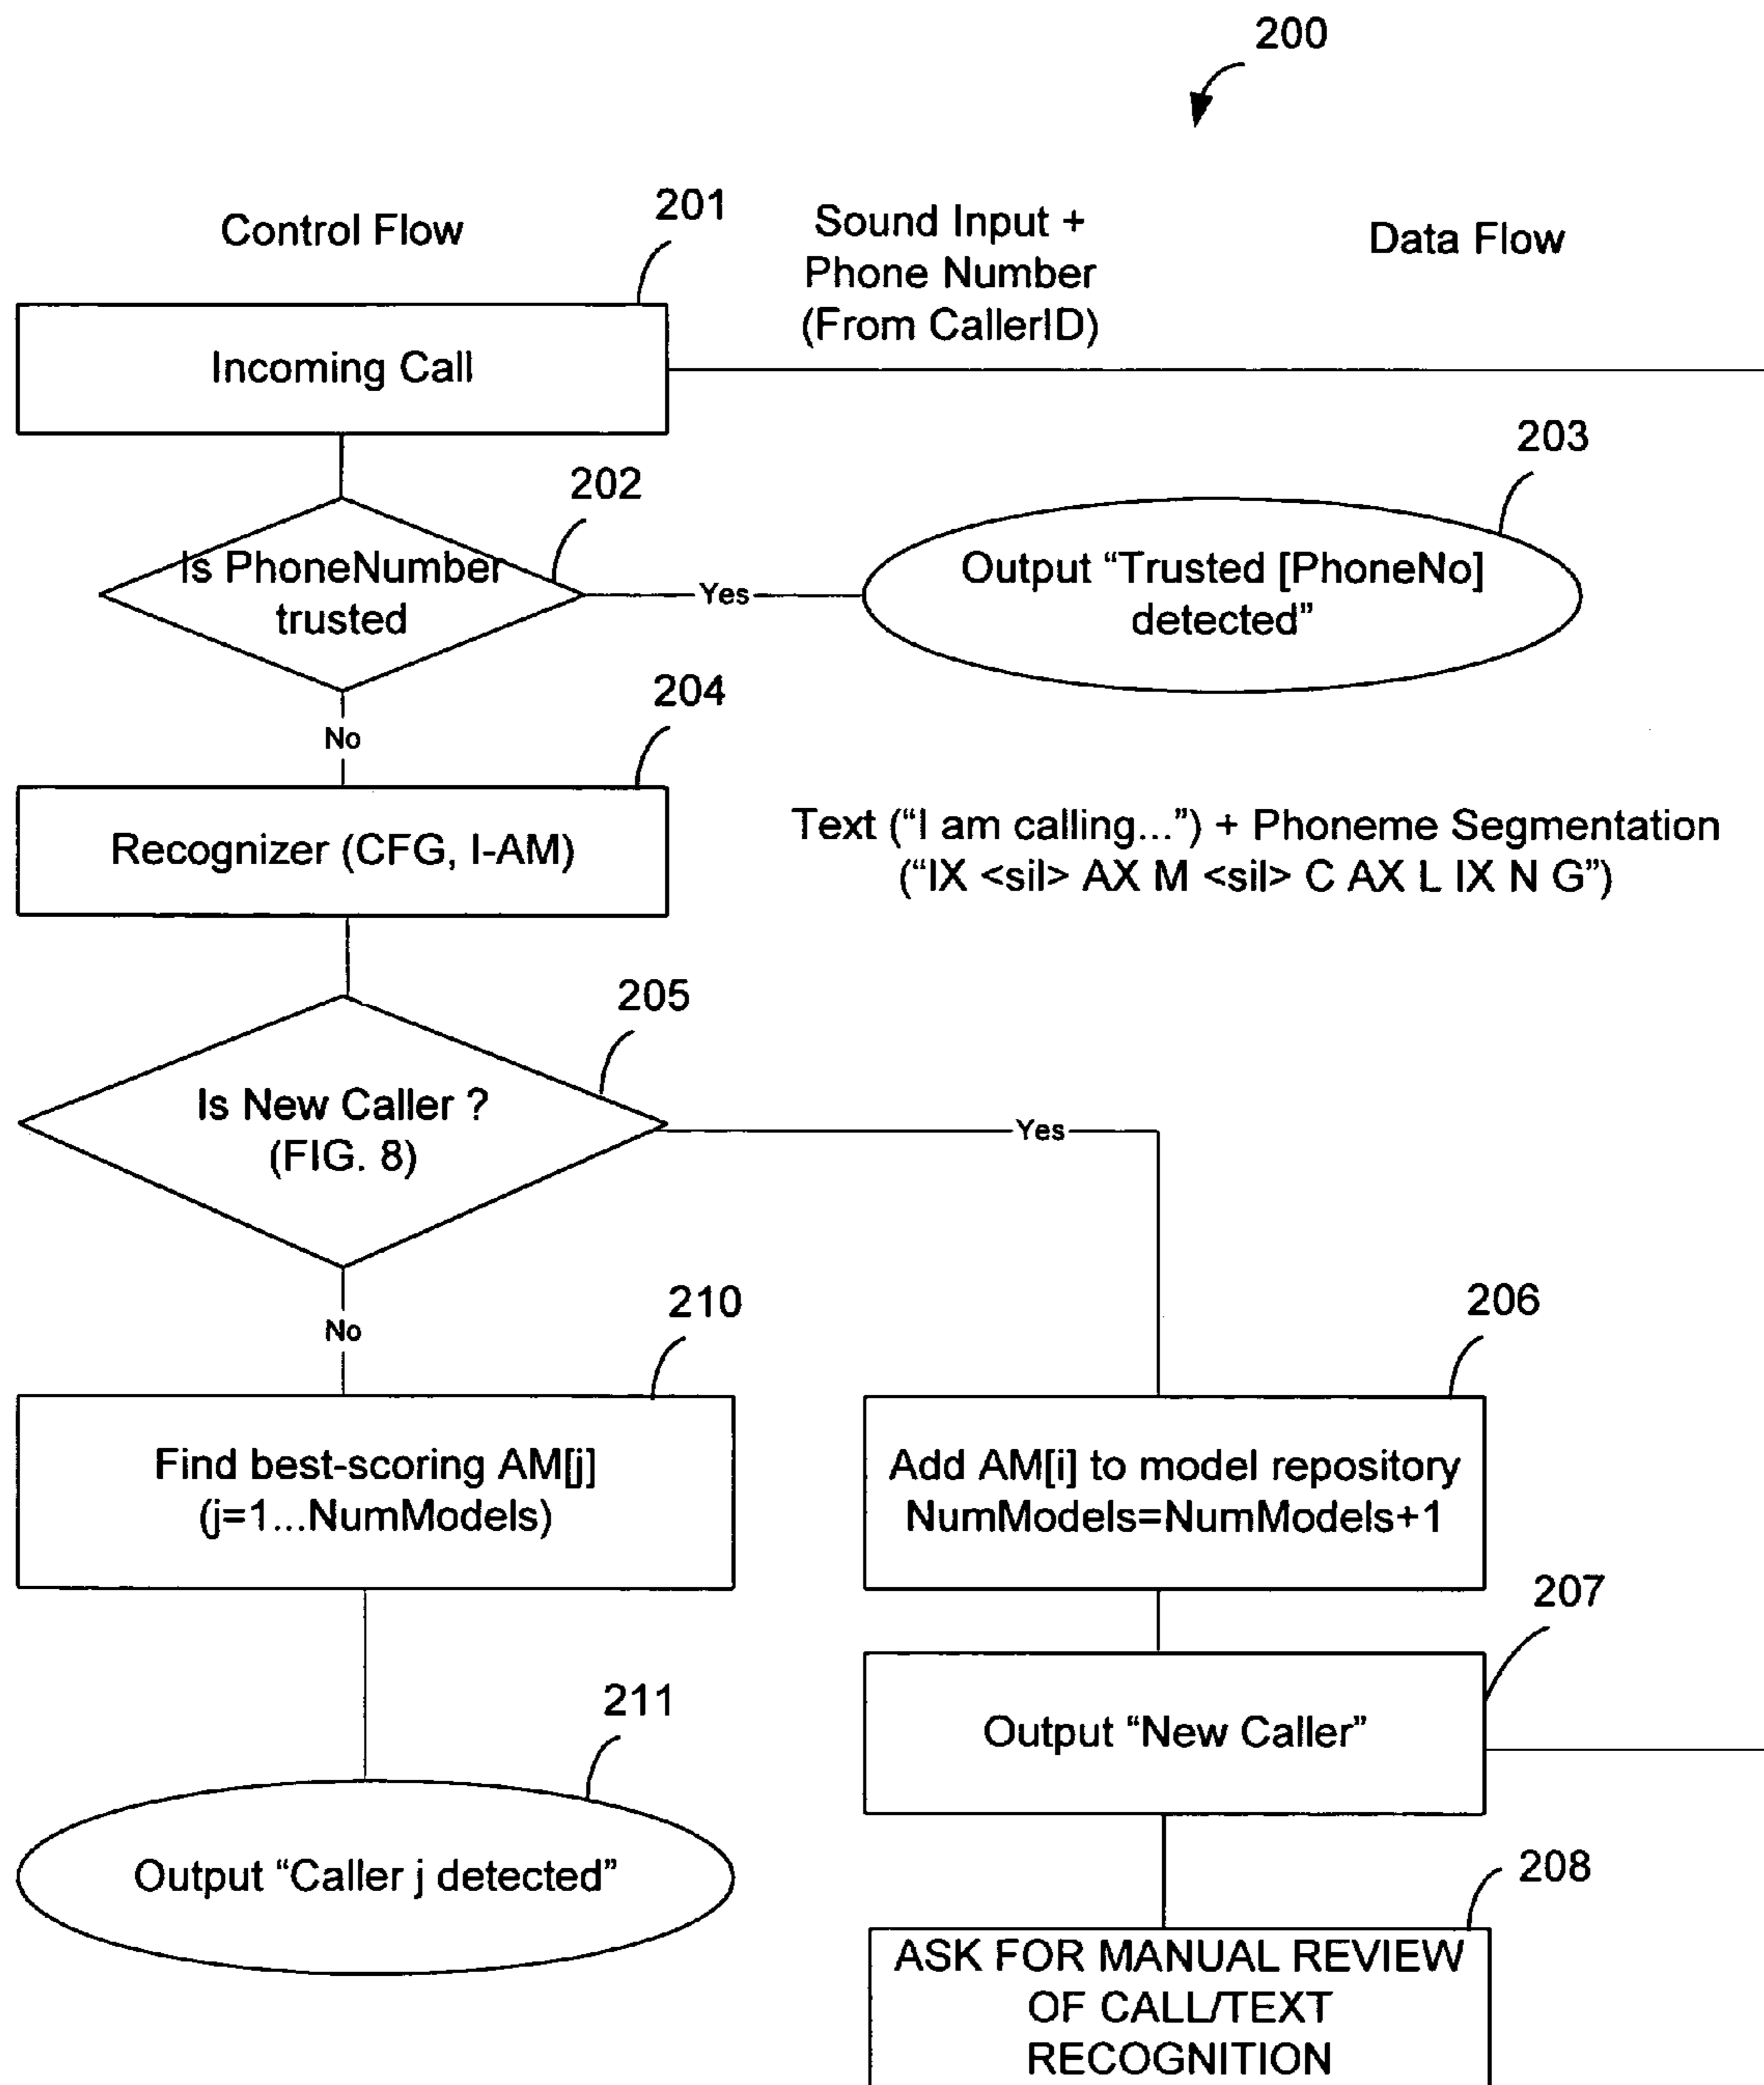 200
Control Flow
201
Sound Input +
Phone Number
(From CallerID)
Data Flow
Incoming Call
202
203
Is PhoneNumber
trusted
Yes
Output “Trusted [PhoneNo]
detected”
No
204
Recognizer (CFG, I-AM)
Text (“I am calling...”) + Phoneme Segmentation
(“IX <sil> AX M <sil> C AX L IX N G”)
205
Is New Caller ?
(FIG. 8)
Yes
No
210
206
Find best-scoring AM[j]
(j=1...NumModels)
Add AM[i] to model repository
NumModels=NumModels+1
207
Output “New Caller”
211
Output “Caller j detected”
208
ASK FOR MANUAL REVIEW
OF CALL/TEXT
RECOGNITION